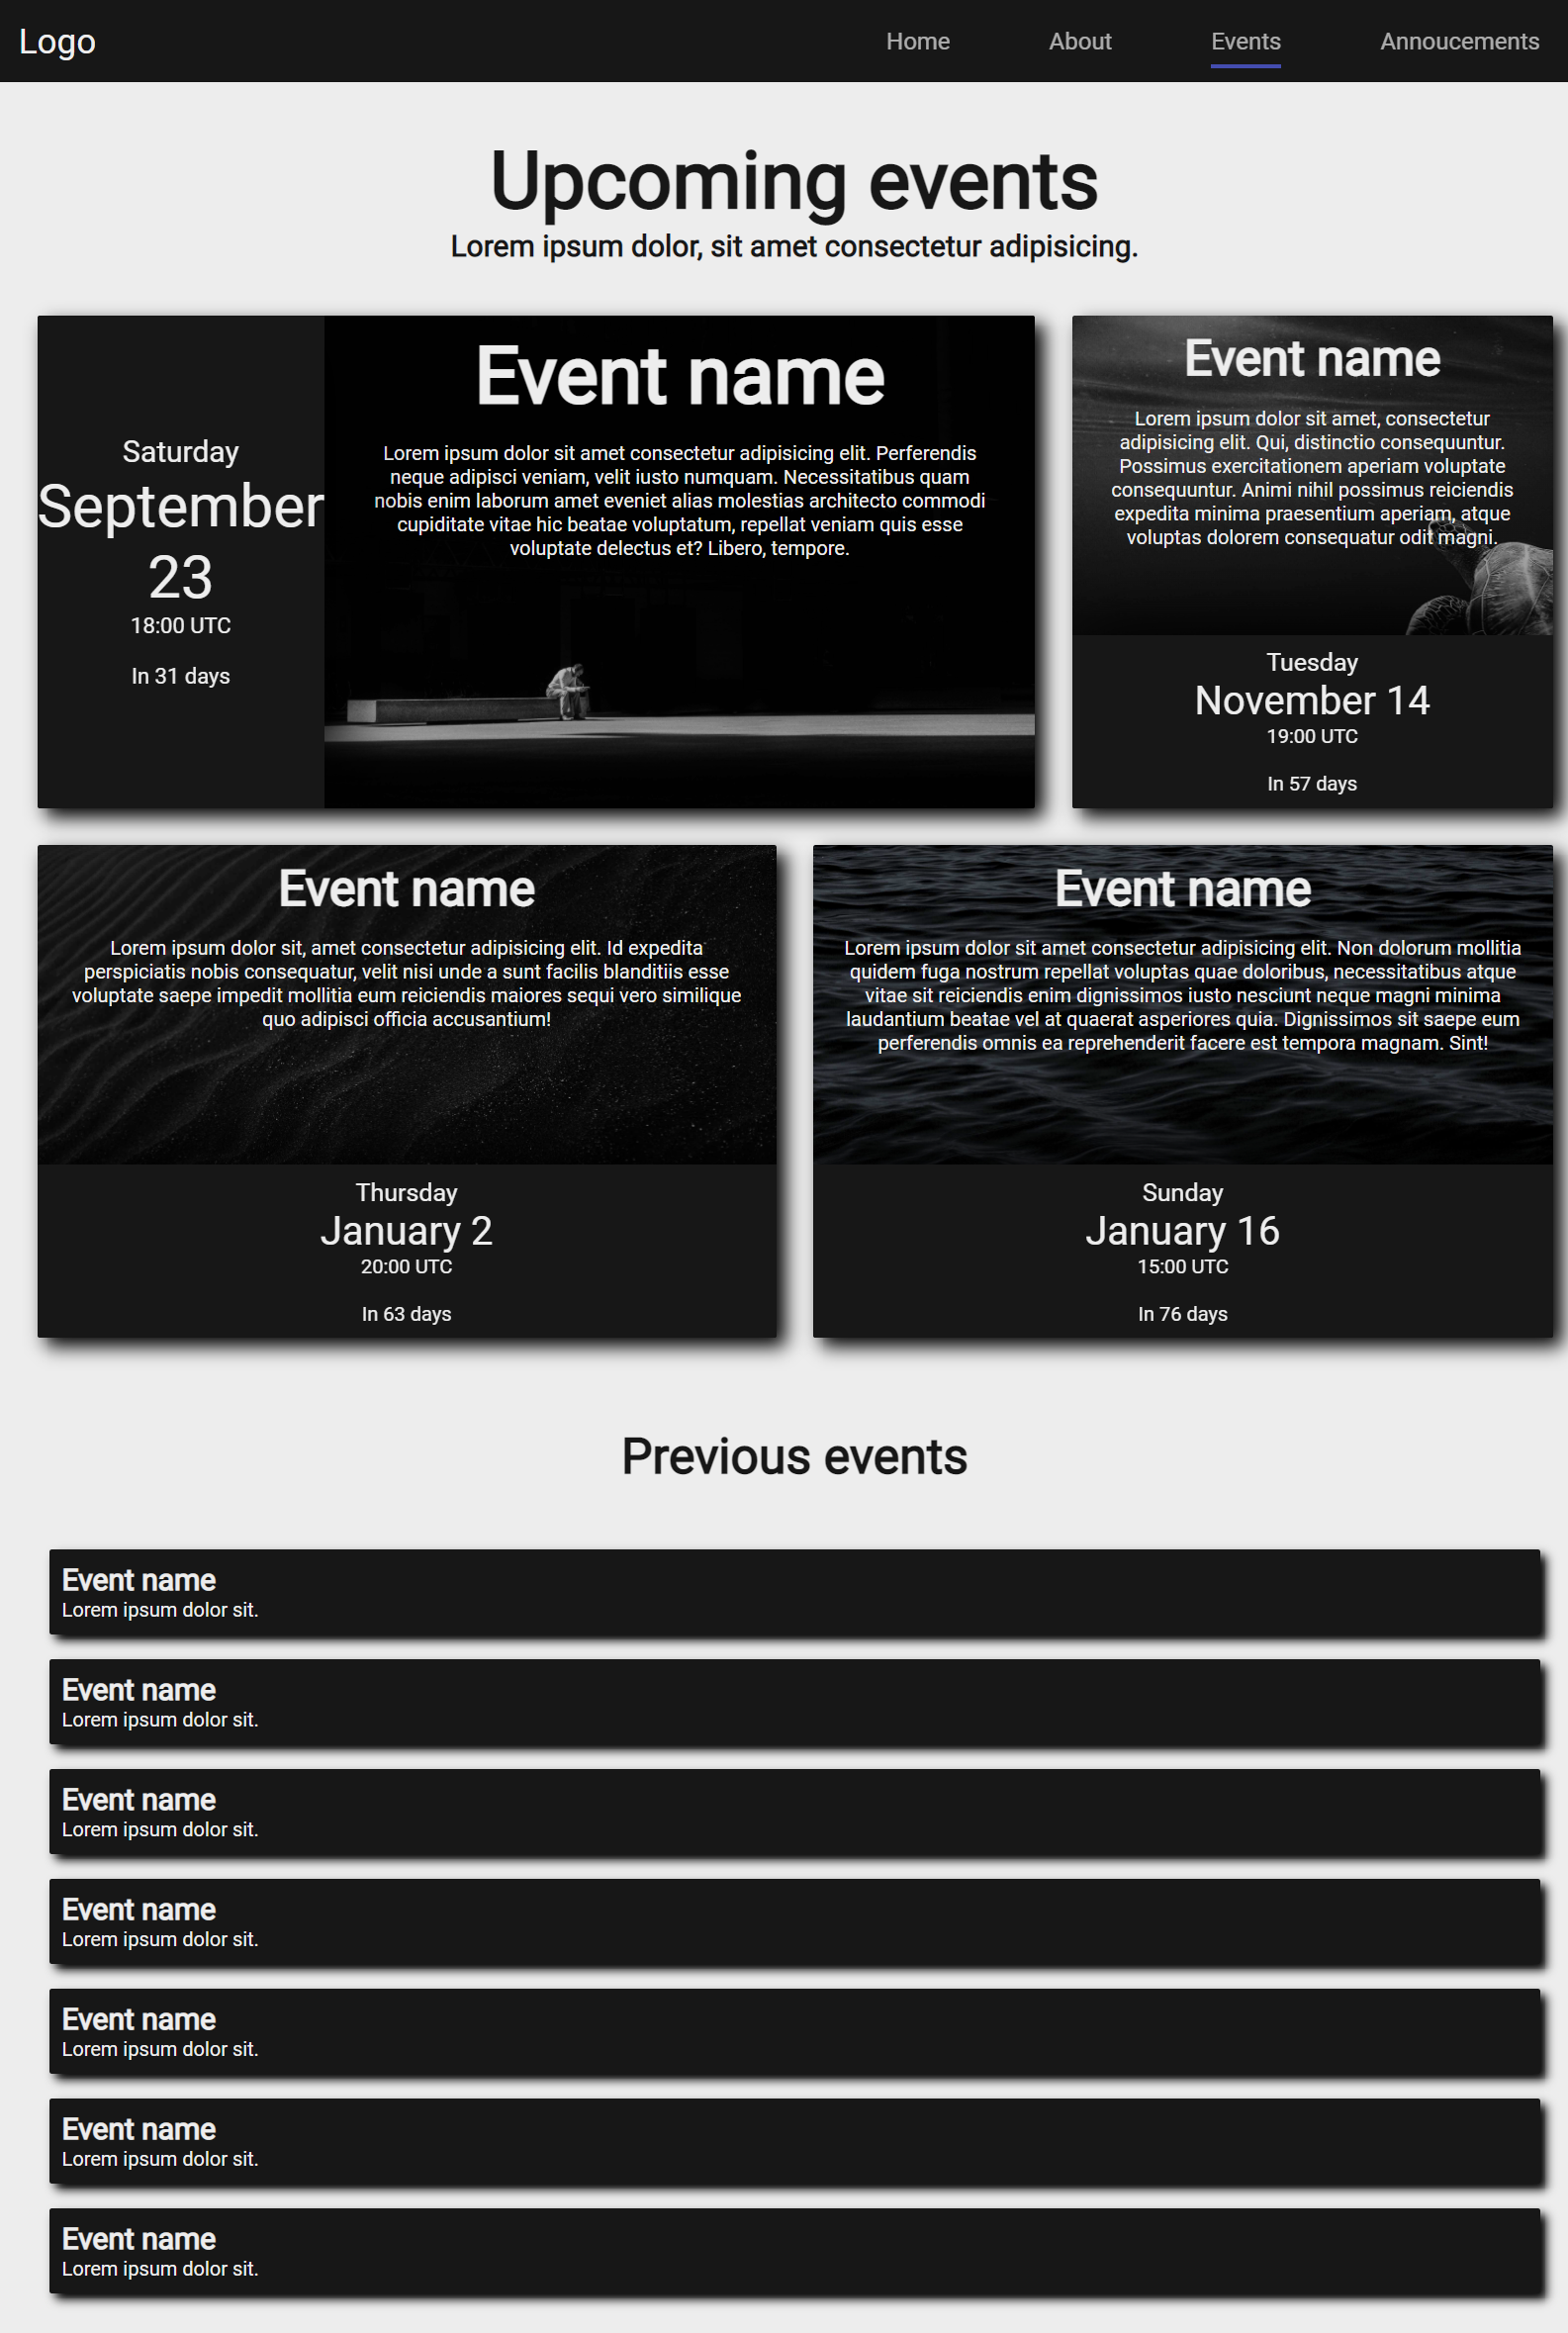 Logo
Home
About
Events
Annoucements
Upcoming events
Lorem ipsum dolor, sit amet consectetur adipisicing.
Saturday
September
23
18:00 UTC
In 31 days
Event name
Lorem ipsum dolor sit amet consectetur adipisicing elit. Perferendis
neque adipisci veniam, velit iusto numquam. Necessitatibus quam
nobis enim laborum amet eveniet alias molestias architecto commodi
cupiditate vitae hic beatae voluptatum, repellat veniam quis esse
voluptate delectus et? Libero, tempore.
Event name
Lorem ipsum dolor sit amet, consectetur
adipisicing elit. Qui, distinctio consequuntur.
Possimus exercitationem aperiam voluptate
consequuntur. Animi nihil possimus reiciendis
expedita minima praesentium aperiam, atque
voluptas dolorem consequatur odit magni.
Tuesday
November 14
19:00 UTC
In 57 days
Event name
Lorem ipsum dolor sit, amet consectetur adipisicing elit. Id expedita
perspiciatis nobis consequatur, velit nisi unde a sunt facilis blanditiis esse
voluptate saepe impedit mollitia eum reiciendis maiores sequi vero similique
quo adipisci officia accusantium!
Thursday
January 2
20:00 UTC
In 63 days
Event name
Lorem ipsum dolor sit amet consectetur adipisicing elit. Non dolorum mollitia
quidem fuga nostrum repellat voluptas quae doloribus, necessitatibus atque
vitae sit reiciendis enim dignissimos iusto nesciunt neque magni minima
laudantium beatae vel at quaerat asperiores quia. Dignissimos sit saepe eum
perferendis omnis ea reprehenderit facere est tempora magnam. Sint!
Sunday
January 16
15:00 UTC
In 76 days
Previous events
Event name
Lorem ipsum dolor sit.
Event name
Lorem ipsum dolor sit.
Event name
Lorem ipsum dolor sit.
Event name
Lorem ipsum dolor sit.
Event name
Lorem ipsum dolor sit.
Event name
Lorem ipsum dolor sit.
Event name
Lorem ipsum dolor sit.